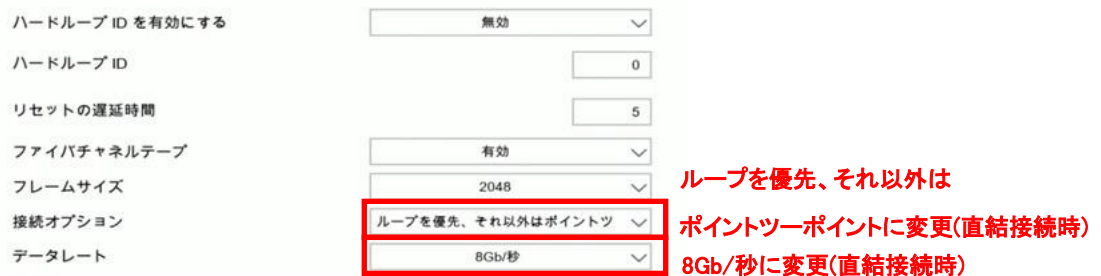 ハードループ ID を有効にする 無効
ハードループ ID 0
リセットの遅延時間 5
ファイバチャネルテープ 有効
フレームサイズ 2048
ループを優先、それ以外は
接続オプション ループを優先、それ以外はポイントツ
ポイントツーポイントに変更(直結接続時)
データレート 8Gb/秒
8Gb/秒に変更(直結接続時)